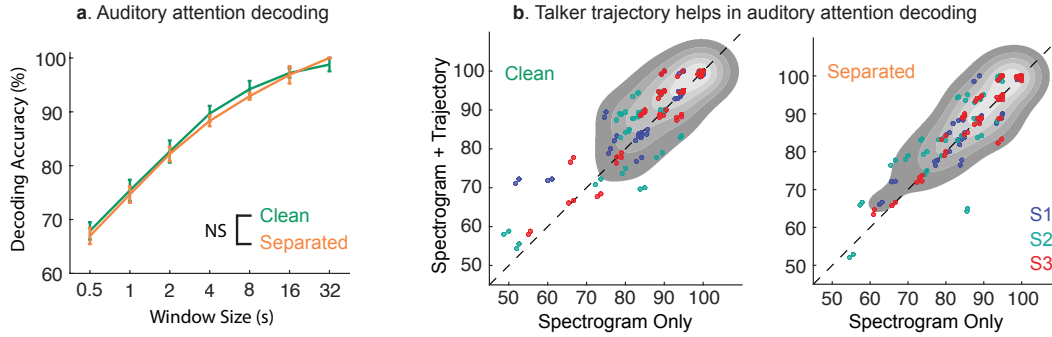 a. Auditory attention decoding
Decoding Accuracy (%)
100
90
80
70
60
NS
Clean
Separated
0.5 1 2 4 8 16 32
Window Size (s)
b. Talker trajectory helps in auditory attention decoding
Spectrogram + Trajectory
Clean
100
90
80
70
60
50
50 60 70 80 90 100
Spectrogram Only
Separated
100
90
80
70
60
50
S1
S2
S3
50 60 70 80 90 100
Spectrogram Only